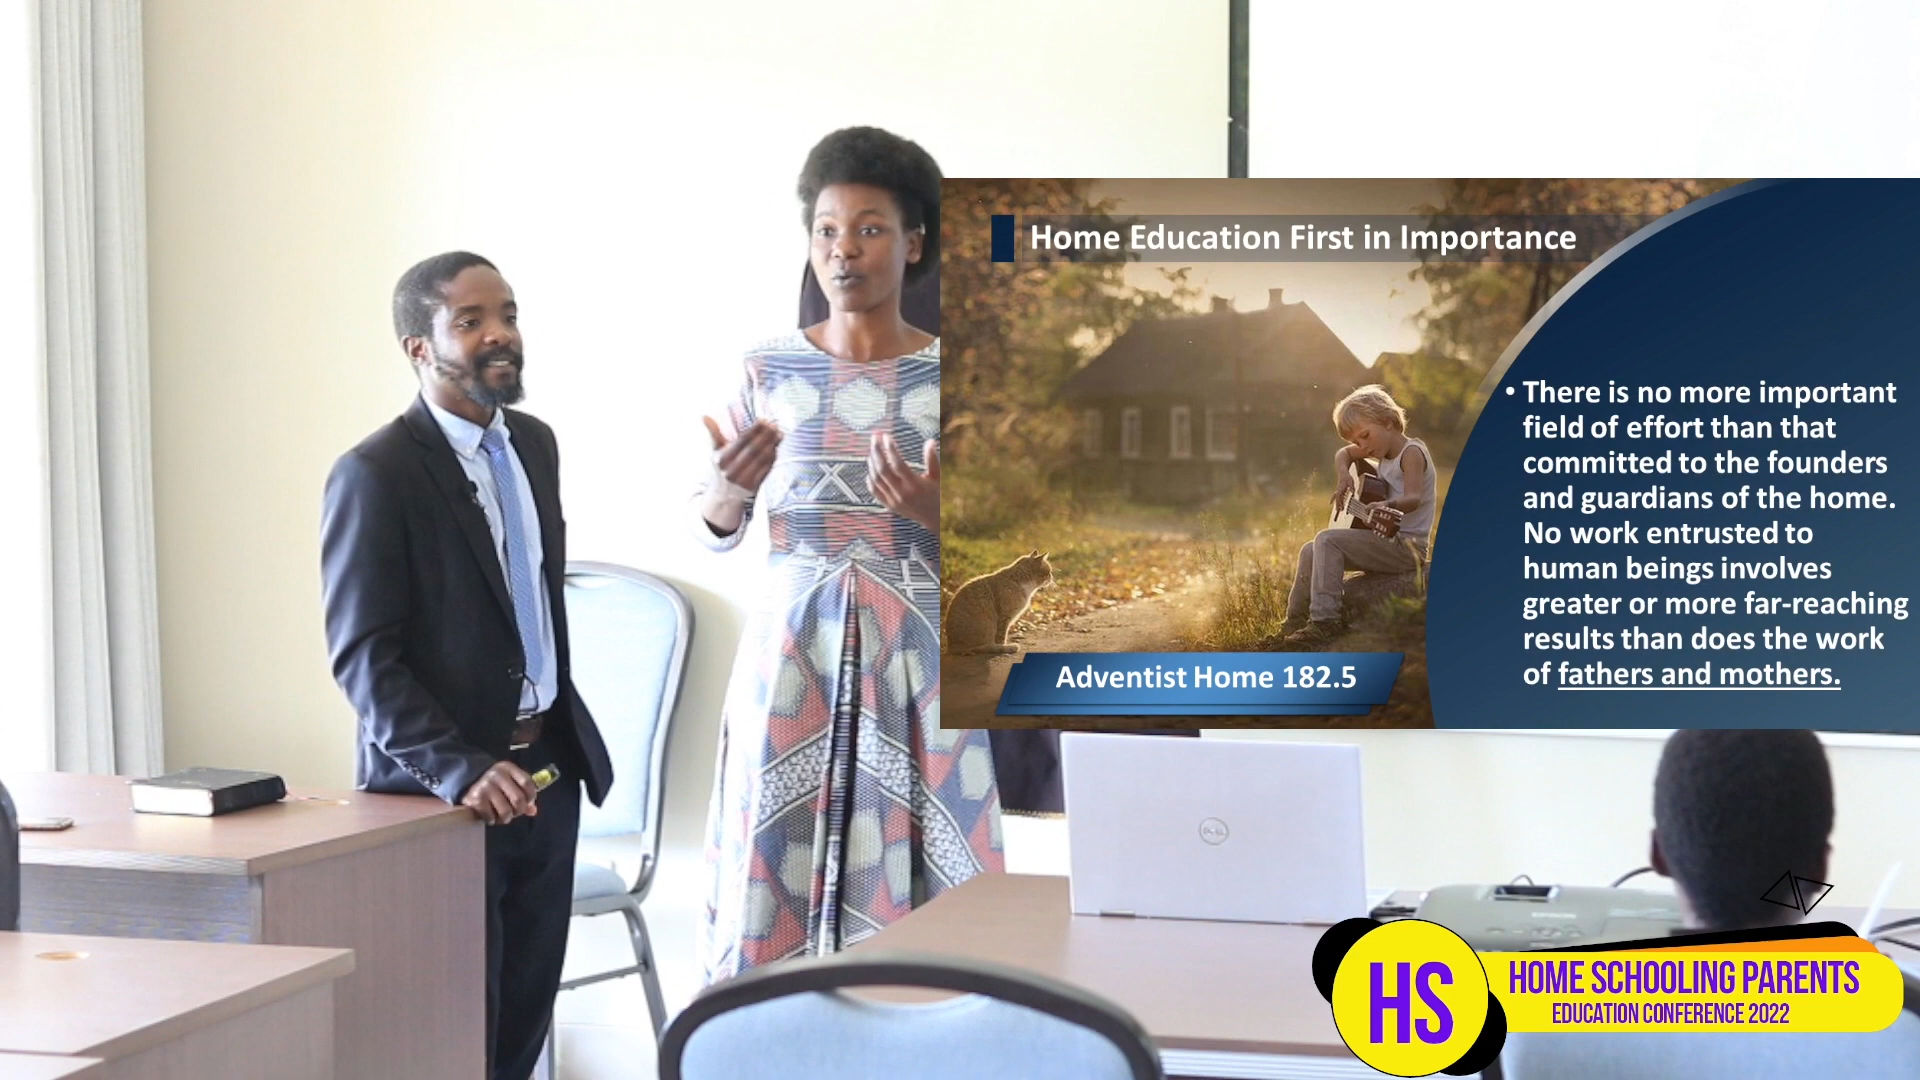 Home Education First in Importance
• There is no more important
field of effort than that
committed to the founders
and guardians of the home.
No work entrusted to
human beings involves
greater or more far-reaching
results than does the work
of fathers and mothers.
Adventist Home 182.5
DELL
EPSON
HS
HOME SCHOOLING PARENTS
EDUCATION CONFERENCE 2022